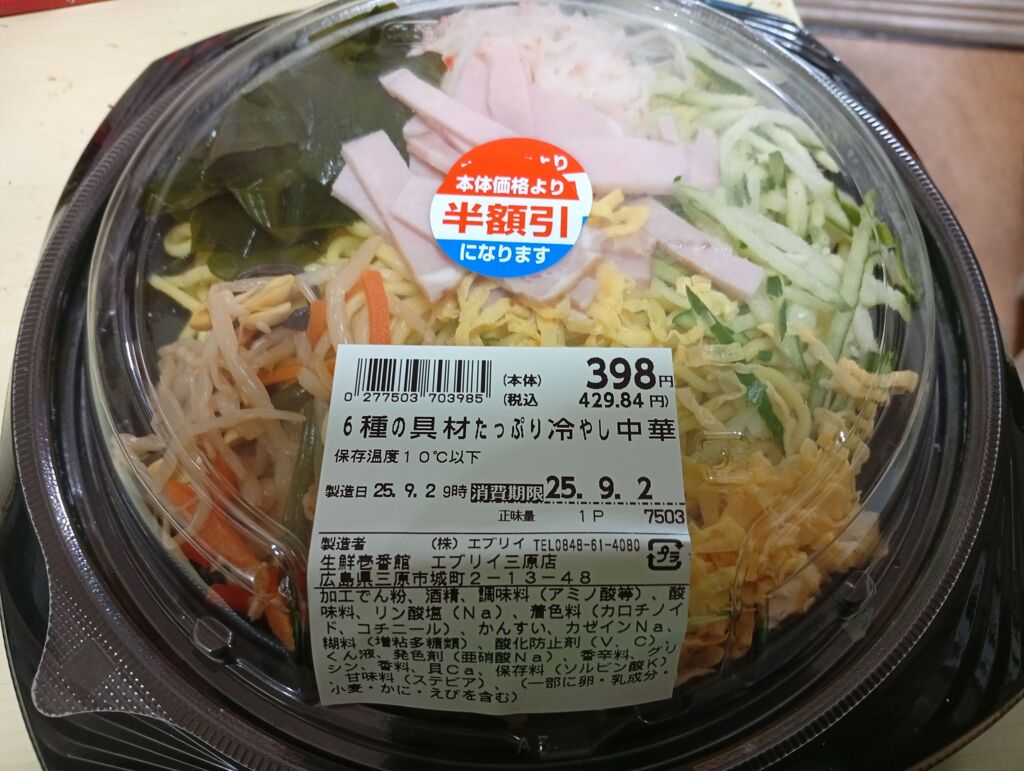 より
本体価格より
半額引
になります
(本体) 398円
0 277503 703985 (税込 429.84円)
6種の具材たっぷり冷やし中華
保存温度10℃以下
製造日 25.9.2 9時 消費期限 25.9.2
正味量 1P 7503
製造者 (株)エブリイ TEL0848-61-4080
プラ
生鮮壱番館 エブリイ三原店
広島県三原市城町2-13-48
加工でん粉、酒精、調味料(アミノ酸等)、酸
味料、リン酸塩(Na)、着色料(カロチノイ
ド、コチニール)、かんすい、カゼインNa、
糊料(増粘多糖類)、酸化防止剤(V.C)、
くん液、発色剤(亜硝酸Na)、香辛料、グリ
シン、香料、貝Ca、保存料(ソルビン酸K)
、甘味料(ステビア)、(一部に卵・乳成分・
小麦・かに・えびを含む)